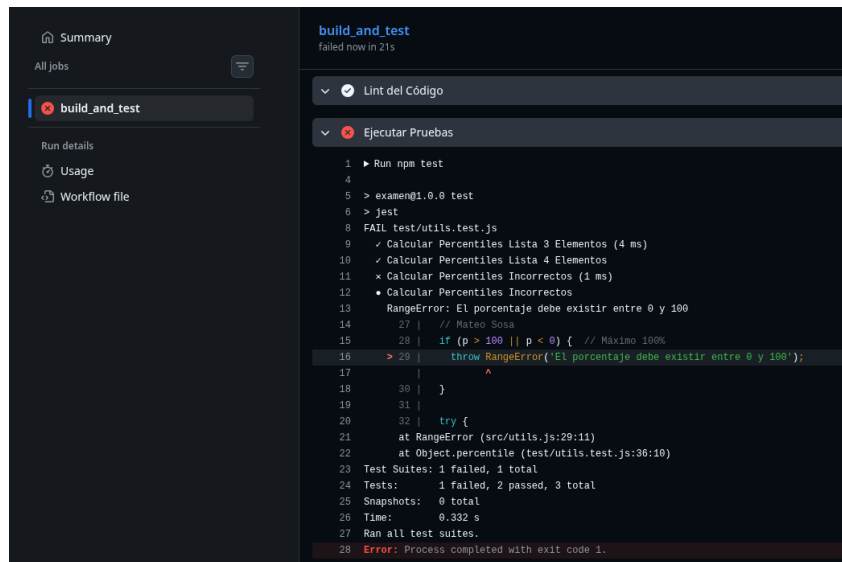 Summary
All jobs
build_and_test
Run details
Usage
Workflow file
build_and_test
failed now in 21s
Lint del Código
Ejecutar Pruebas
1 Run npm test
4
5 > examen@1.0.0 test
6 > jest
8 FAIL test/utils.test.js
9 ✓ Calcular Percentiles Lista 3 Elementos (4 ms)
10 ✓ Calcular Percentiles Lista 4 Elementos
11 × Calcular Percentiles Incorrectos (1 ms)
12 ● Calcular Percentiles Incorrectos
13 RangeError: El porcentaje debe existir entre 0 y 100
14 27 | // Mateo Sosa
15 28 | if (p > 100 || p < 0) { // Máximo 100%
16 > 29 | throw RangeError('El porcentaje debe existir entre 0 y 100');
17 | ^
18 30 | }
19 31 |
20 32 | try {
21 at RangeError (src/utils.js:29:11)
22 at Object.percentile (test/utils.test.js:36:10)
23 Test Suites: 1 failed, 1 total
24 Tests: 1 failed, 2 passed, 3 total
25 Snapshots: 0 total
26 Time: 0.332 s
27 Ran all test suites.
28 Error: Process completed with exit code 1.